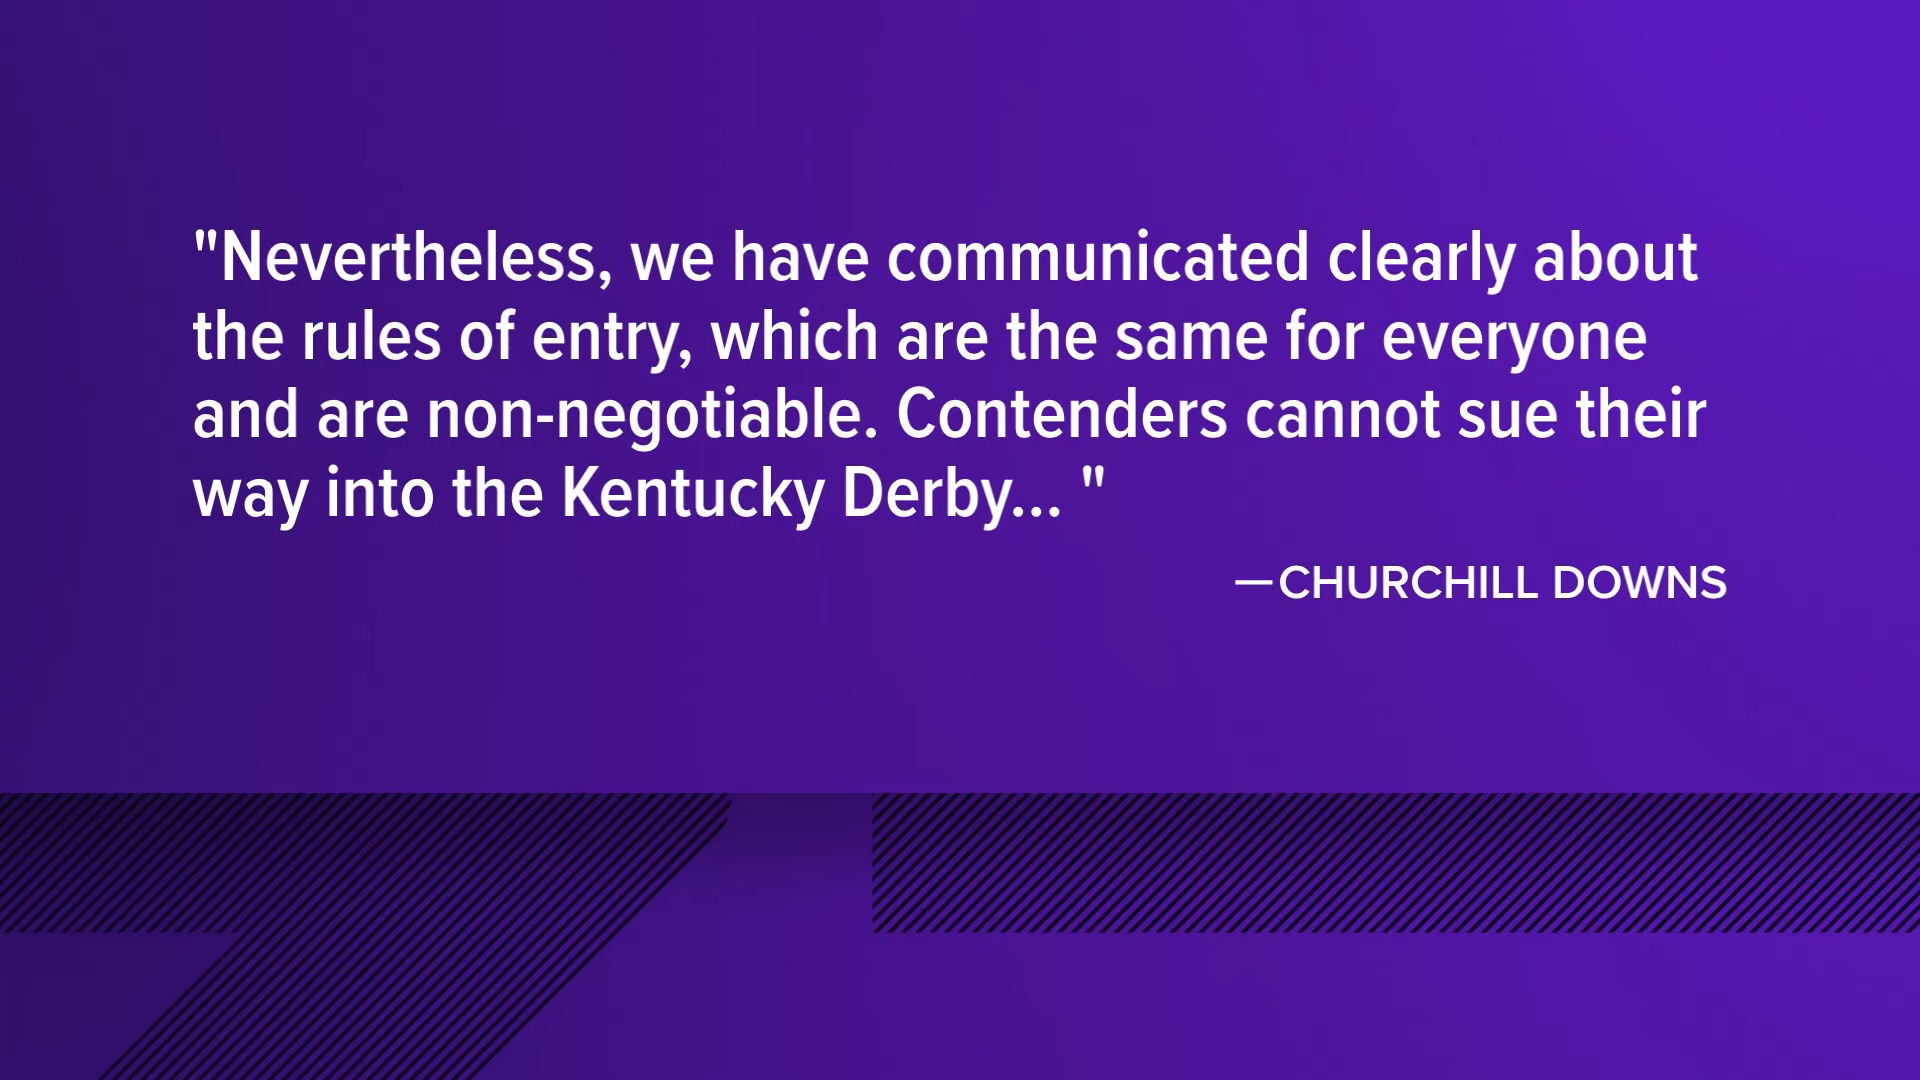 "Nevertheless, we have communicated clearly about
the rules of entry, which are the same for everyone
and are non-negotiable. Contenders cannot sue their
way into the Kentucky Derby... "
—CHURCHILL DOWNS